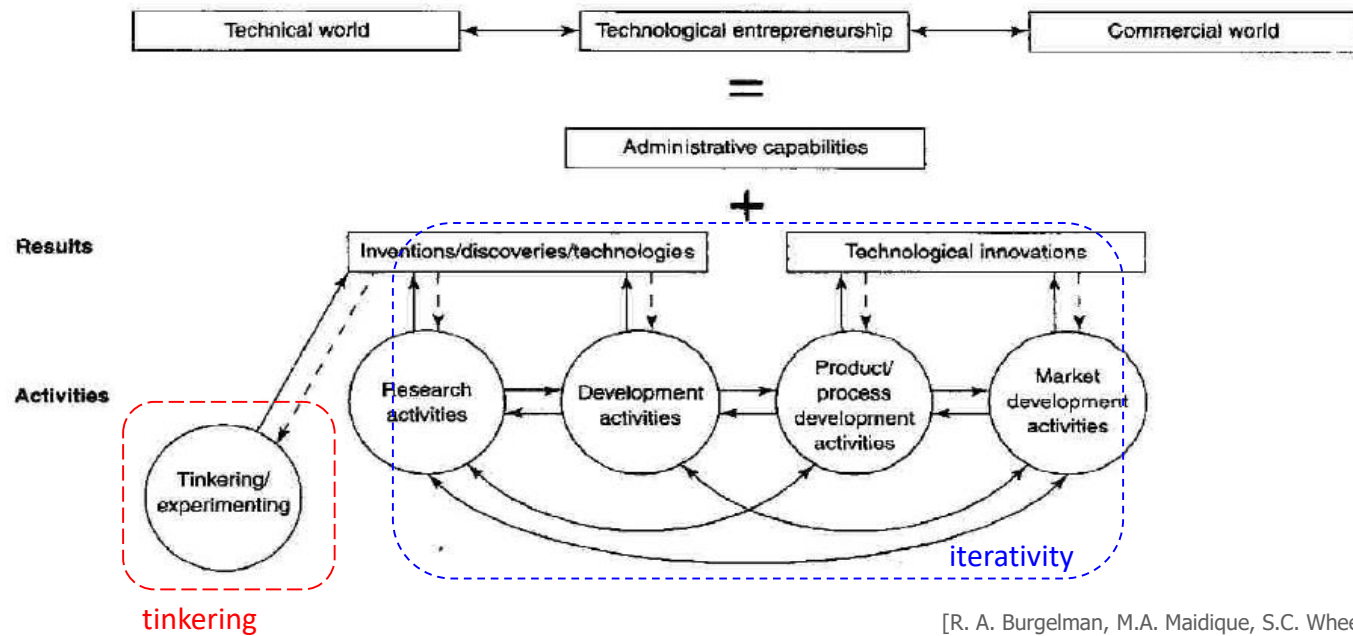 Technical world
Technological entrepreneurship
Commercial world
=
Administrative capabilities
+
Results
Inventions/discoveries/technologies
Technological innovations
Activities
Research
activities
Development
activities
Product/
process
development
activities
Market
development
activities
Tinkering/
experimenting
iterativity
tinkering
[R. A. Burgelman, M.A. Maidique, S.C. Whee